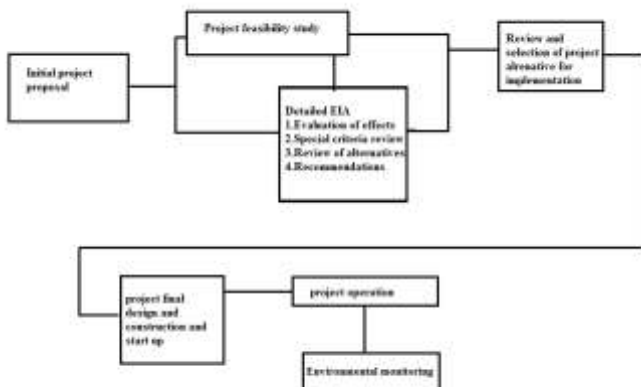 Project feasibility study
Initial project
proposal
Review and
selection of project
alrenative for
implementation
Detailed EIA
1.Evaluation of effects
2.Special criteria review
3.Review of alternatives
4.Recommendations
project final
design and
construction and
start up
project operation
Environmental monitoring